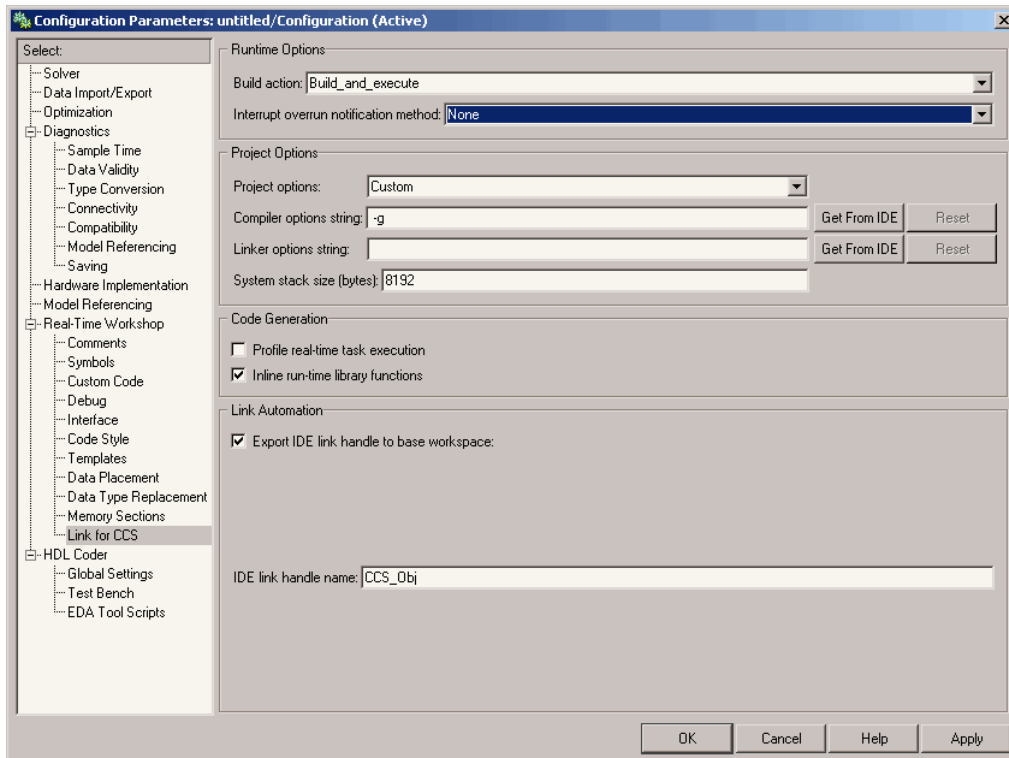 Configuration Parameters: untitled/Configuration (Active)
Select:
Solver
Data Import/Export
Optimization
Diagnostics
Sample Time
Data Validity
Type Conversion
Connectivity
Compatibility
Model Referencing
Saving
Hardware Implementation
Model Referencing
Real-Time Workshop
Comments
Symbols
Custom Code
Debug
Interface
Code Style
Templates
Data Placement
Data Type Replacement
Memory Sections
Link for CCS
HDL Coder
Global Settings
Test Bench
EDA Tool Scripts
Runtime Options
Build action: Build_and_execute
Interrupt overrun notification method: None
Project Options
Project options: Custom
Compiler options string: -g Get From IDE Reset
Linker options string: Get From IDE Reset
System stack size (bytes): 8192
Code Generation
Profile real-time task execution
Inline run-time library functions
Link Automation
Export IDE link handle to base workspace:
IDE link handle name: CCS_Obj
OK Cancel Help Apply